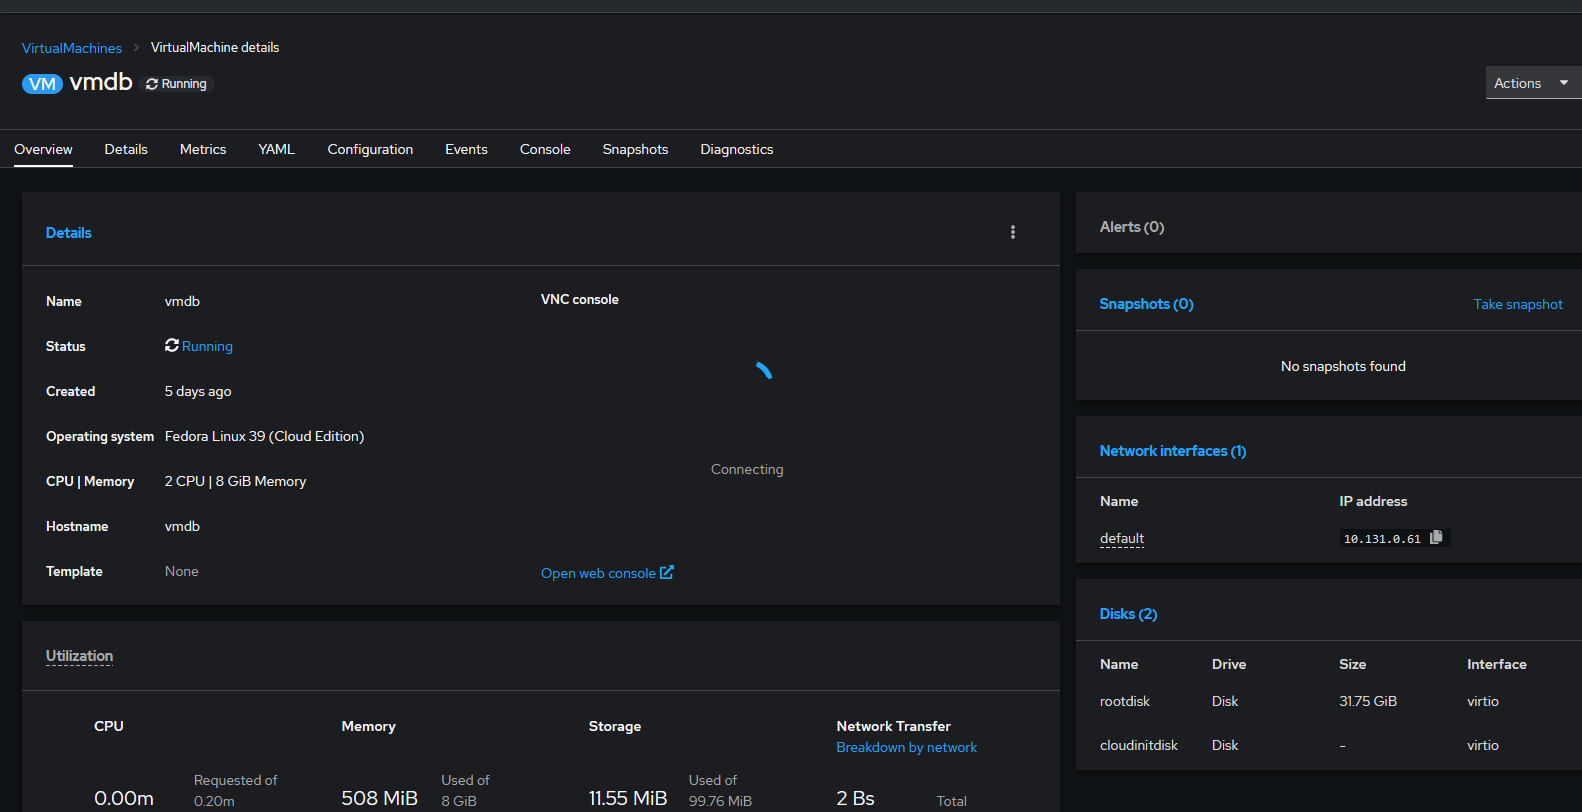 VirtualMachines > VirtualMachine details
VM vmdb Running
Actions
Overview Details Metrics YAML Configuration Events Console Snapshots Diagnostics
Details
Name vmdb
Status Running
Created 5 days ago
Operating system Fedora Linux 39 (Cloud Edition)
CPU | Memory 2 CPU | 8 GiB Memory
Hostname vmdb
Template None
VNC console
Connecting
Open web console
Utilization
CPU
0.00m
Requested of
0.20m
Memory
508 MiB
Used of
8 GiB
Storage
11.55 MiB
Used of
99.76 MiB
Network Transfer
Breakdown by network
2 Bs
Total
Alerts (0)
Snapshots (0) Take snapshot
No snapshots found
Network interfaces (1)
Name IP address
default 10.131.0.61
Disks (2)
Name Drive Size Interface
rootdisk Disk 31.75 GiB virtio
cloudinitdisk Disk - virtio